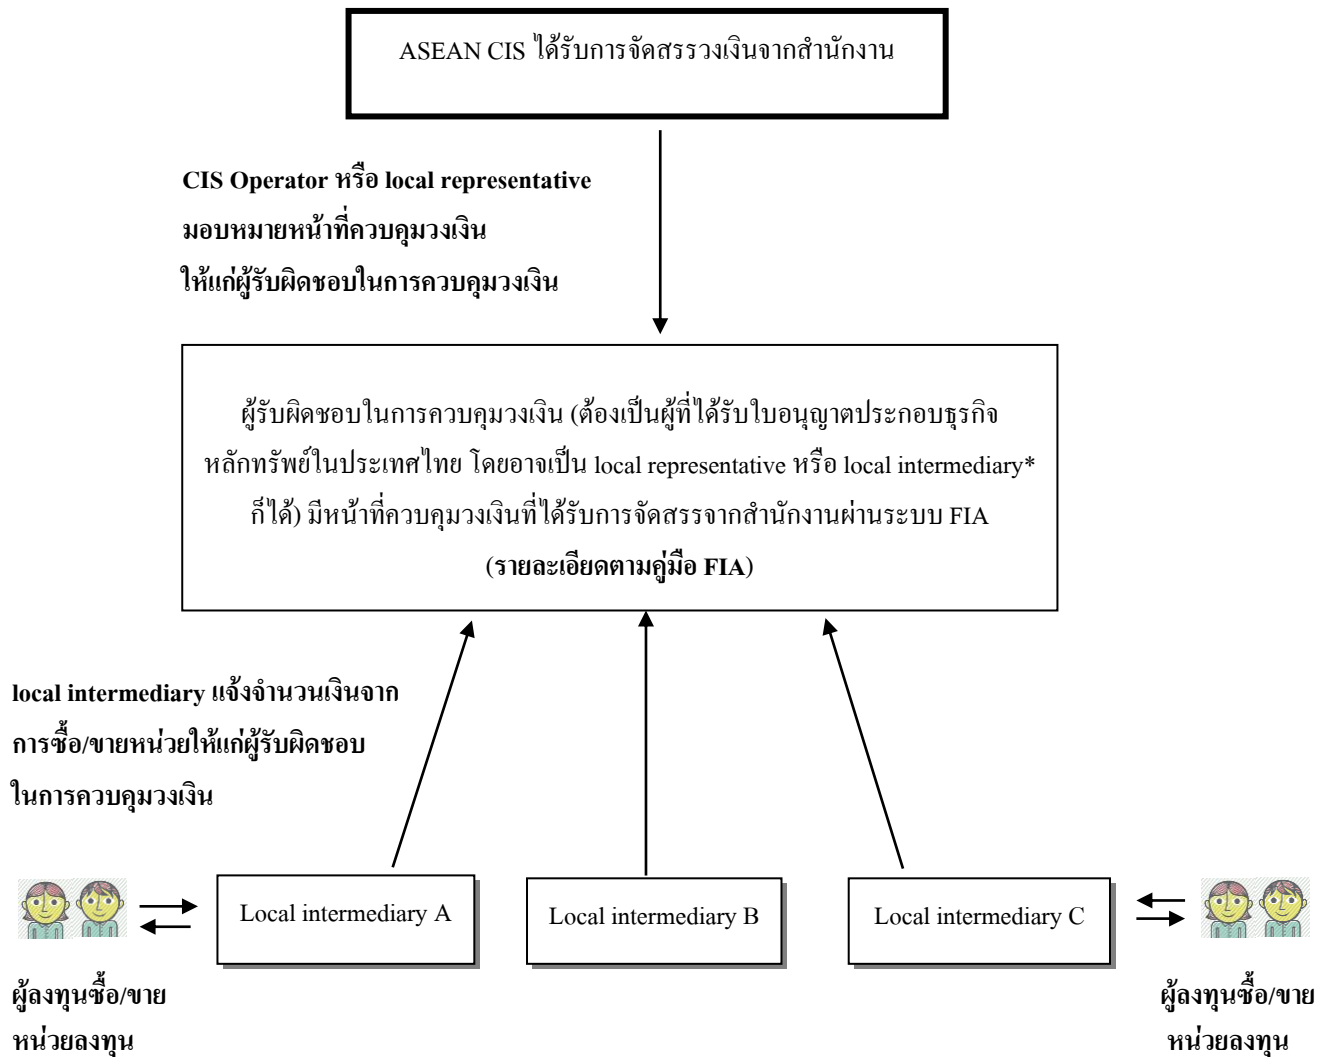 ASEAN CIS ได้รับการจัดสรรวงเงินจากสำนักงาน
CIS Operator หรือ local representative
มอบหมายหน้าที่ควบคุมวงเงิน
ให้แก่ผู้รับผิดชอบในการควบคุมวงเงิน
ผู้รับผิดชอบในการควบคุมวงเงิน (ต้องเป็นผู้ที่ได้รับใบอนุญาตประกอบธุรกิจ
หลักทรัพย์ในประเทศไทย โดยอาจเป็น local representative หรือ local intermediary*
ก็ได้) มีหน้าที่ควบคุมวงเงินที่ได้รับการจัดสรรจากสำนักงานผ่านระบบ FIA
(รายละเอียดตามคู่มือ FIA)
local intermediary แจ้งจำนวนเงินจาก
การซื้อ/ขายหน่วยให้แก่ผู้รับผิดชอบ
ในการควบคุมวงเงิน
Local intermediary A
Local intermediary B
Local intermediary C
ผู้ลงทุนซื้อ/ขาย
หน่วยลงทุน
ผู้ลงทุนซื้อ/ขาย
หน่วยลงทุน